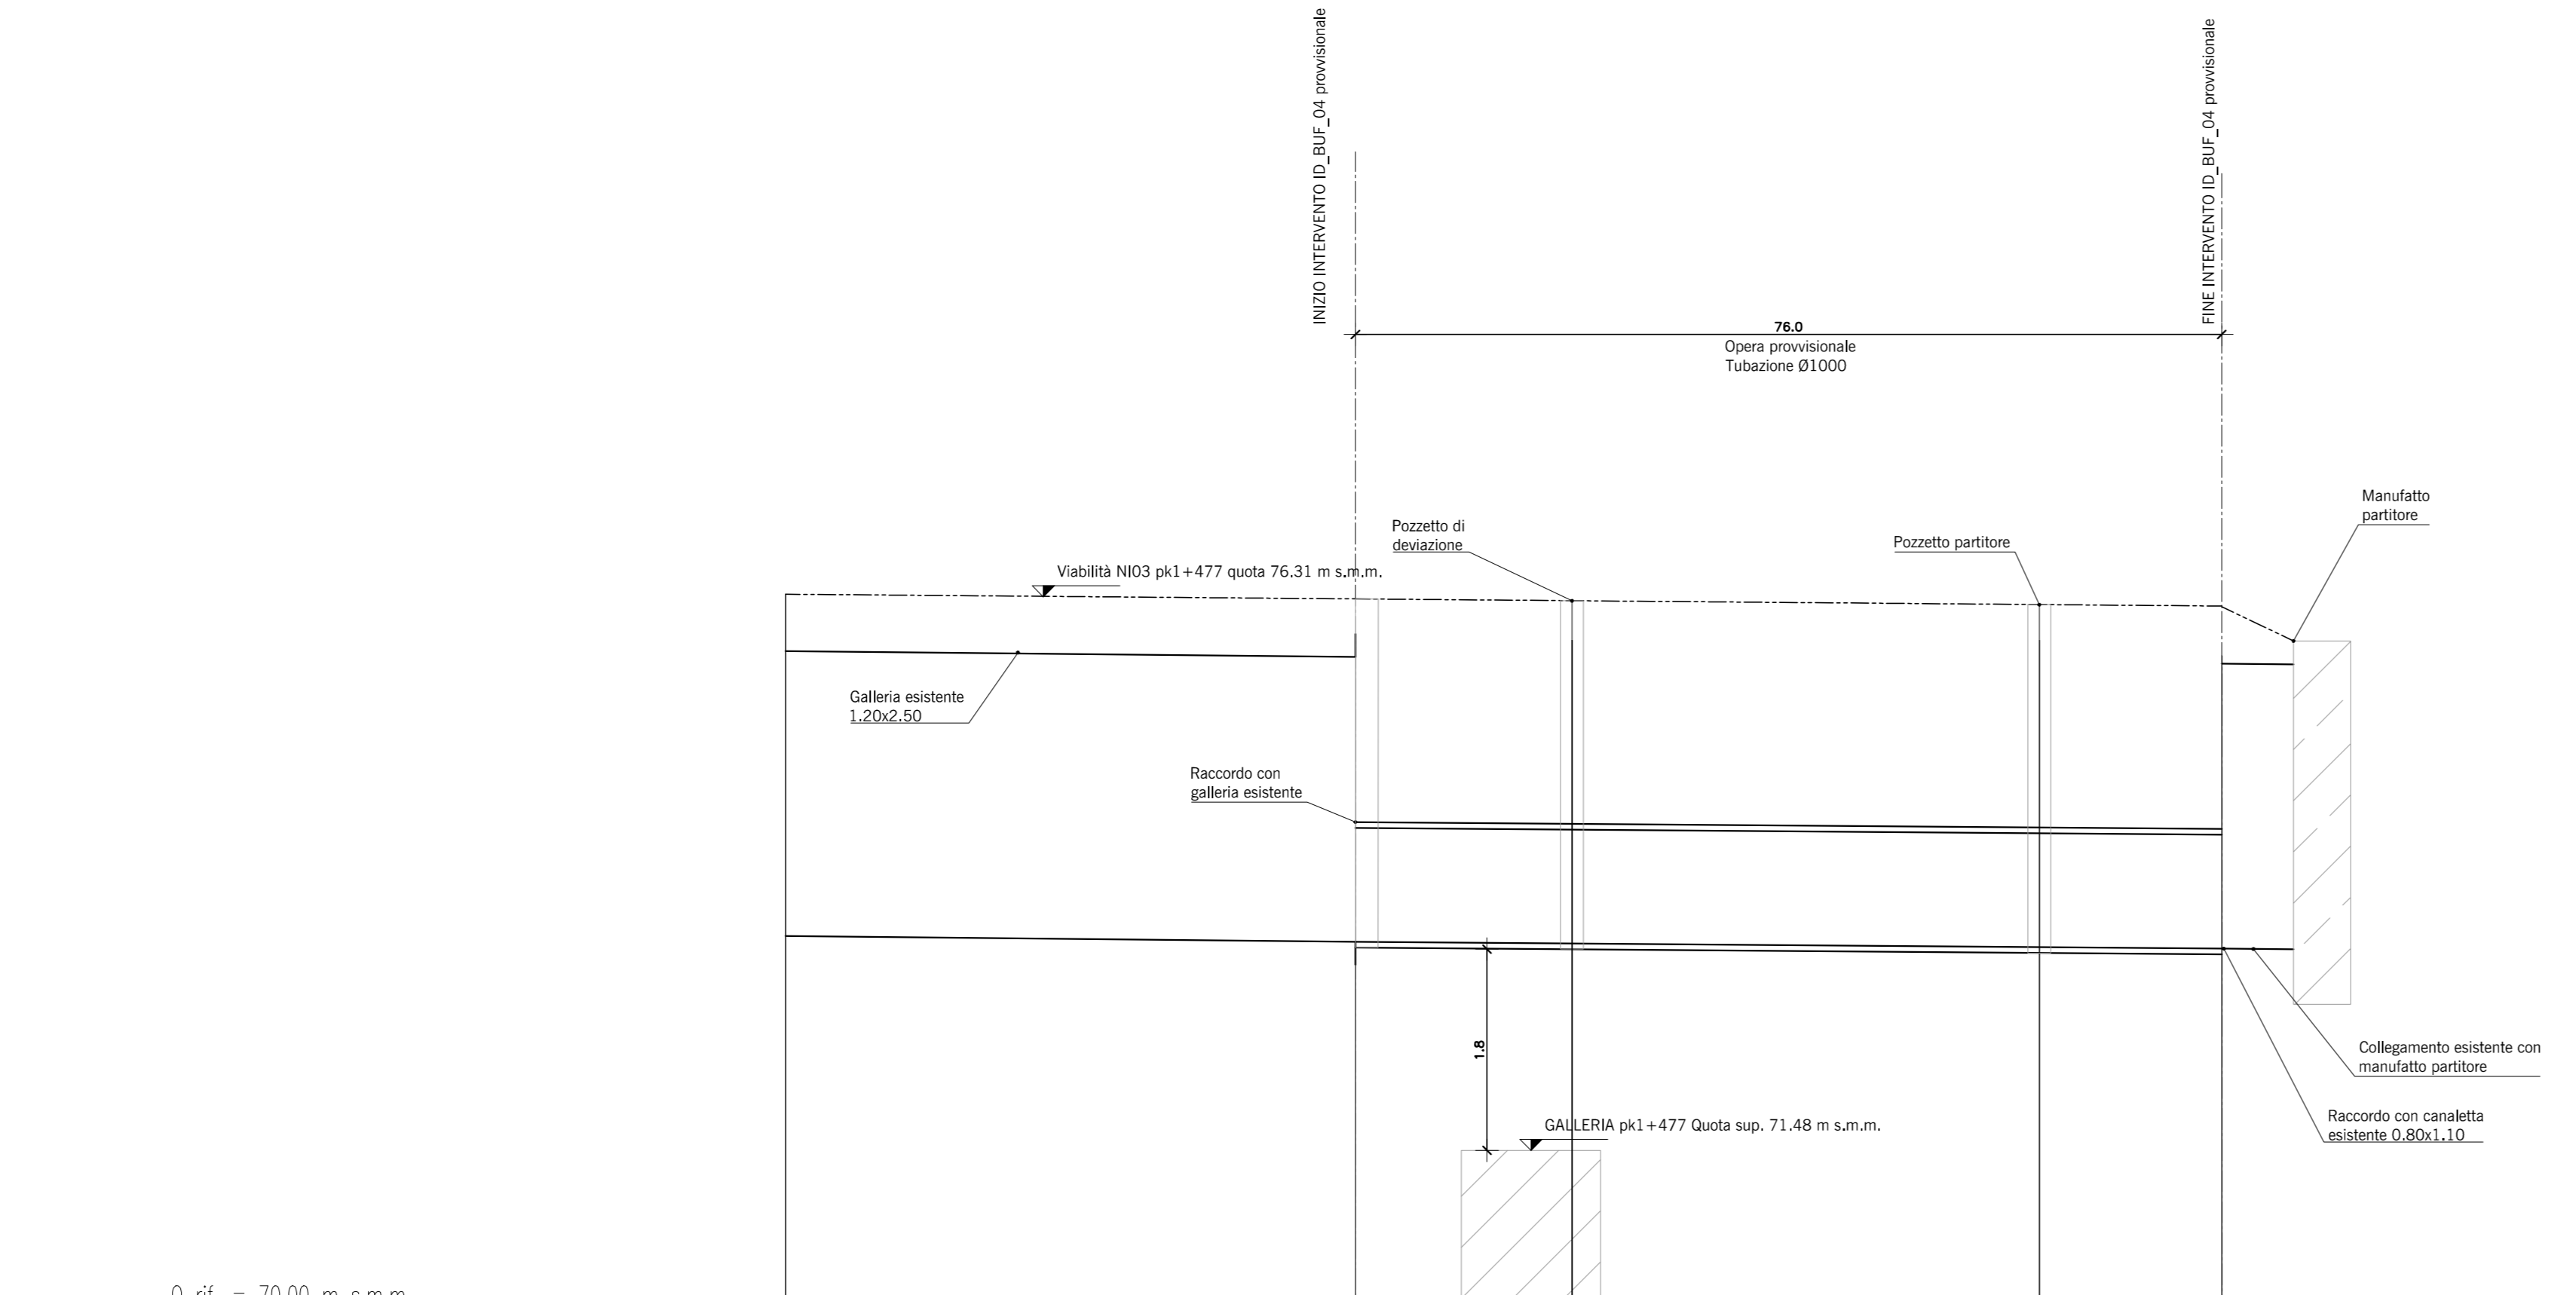 INIZIO INTERVENTO ID_BUF_04 provvisionale
FINE INTERVENTO ID_BUF_04 provvisionale
76.0
Opera provvisionale
Tubazione Ø1000
Manufatto
partitore
Pozzetto di
deviazione
Pozzetto partitore
Viabilità NI03 pk1+477 quota 76.31 m s.m.m.
Galleria esistente
1.20x2.50
Raccordo con
galleria esistente
1.8
Collegamento esistente con
manufatto partitore
Raccordo con canaletta
esistente 0.80x1.10
GALLERIA pk1+477 Quota sup. 71.48 m s.m.m.
Q. rif. = 70.00 m s.m.m.